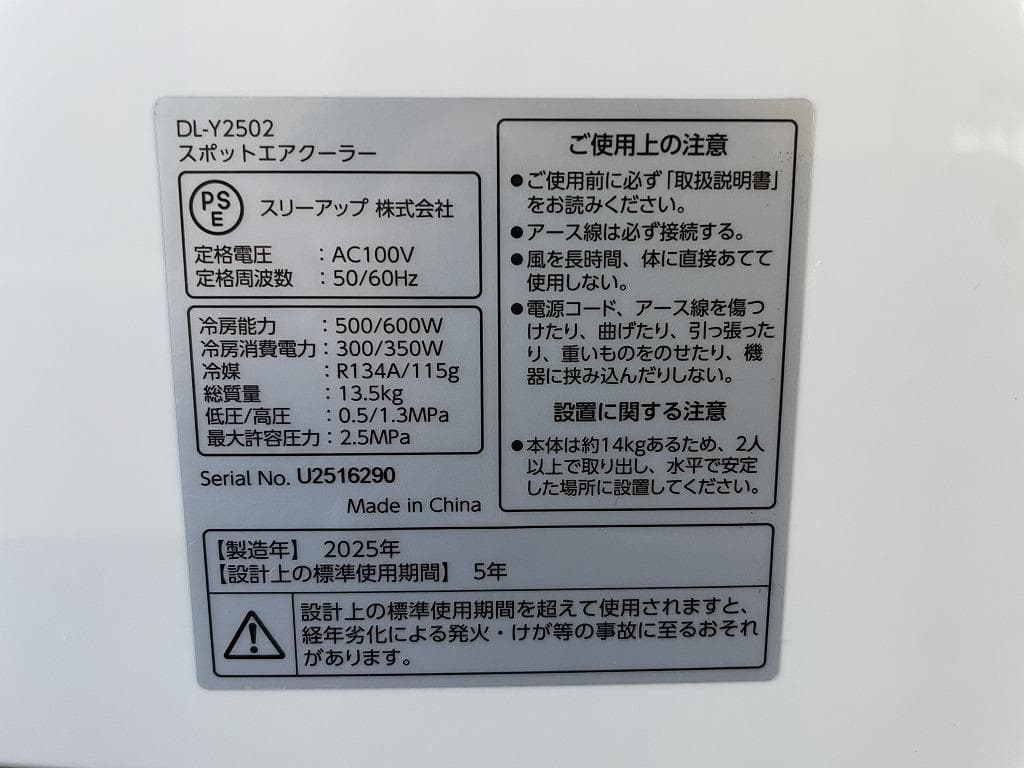 DL-Y2502
スポットエアクーラー
PSE
スリーアップ 株式会社
定格電圧 : AC100V
定格周波数 : 50/60Hz
冷房能力 : 500/600W
冷房消費電力 : 300/350W
冷媒 : R134A/115g
総質量 : 13.5kg
低圧/高圧 : 0.5/1.3MPa
最大許容圧力 : 2.5MPa
Serial No. U2516290
Made in China
ご使用上の注意
●ご使用前に必ず「取扱説明書」
をお読みください。
●アース線は必ず接続する。
●風を長時間、体に直接あてて
使用しない。
●電源コード、アース線を傷つ
けたり、曲げたり、引っ張った
り、重いものをのせたり、機
器に挟み込んだりしない。
設置に関する注意
●本体は約14kgあるため、2人
以上で取り出し、水平で安定
した場所に設置してください。
【製造年】 2025年
【設計上の標準使用期間】 5年
設計上の標準使用期間を超えて使用されますと、
経年劣化による発火・けが等の事故に至るおそれ
があります。